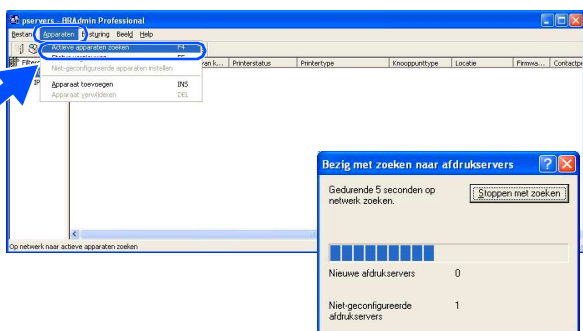 pservers - BRAdmin Professional
Bestand Apparaten Besturing Beeld Help
Actieve apparaten zoeken F4
F5
Niet-geconfigureerde apparaten instellen
Apparaat toevoegen INS
Apparaat verwijderen DEL
Filters Printerstatus Printertype Knooppunttype Locatie Firmwa... Contactpe
Op netwerk naar actieve apparaten zoeken
Bezig met zoeken naar afdrukservers
Gedurende 5 seconden op
netwerk zoeken.
Stoppen met zoeken
Nieuwe afdrukservers 0
Niet-geconfigureerde 1
afdrukservers